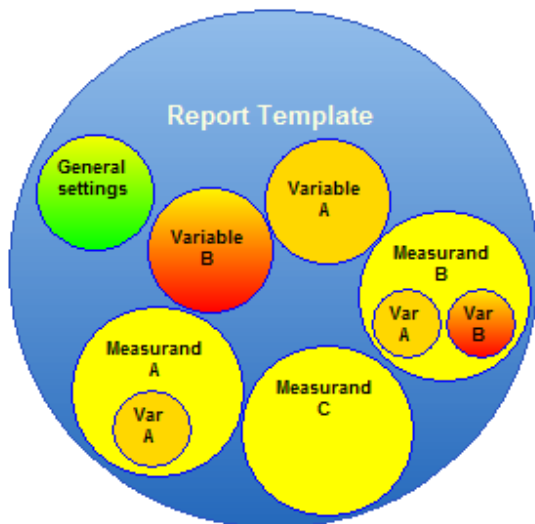 Report Template
General
settings
Variable
A
Variable
B
Measurand
B
Var
A
Var
B
Measurand
A
Var
A
Measurand
C